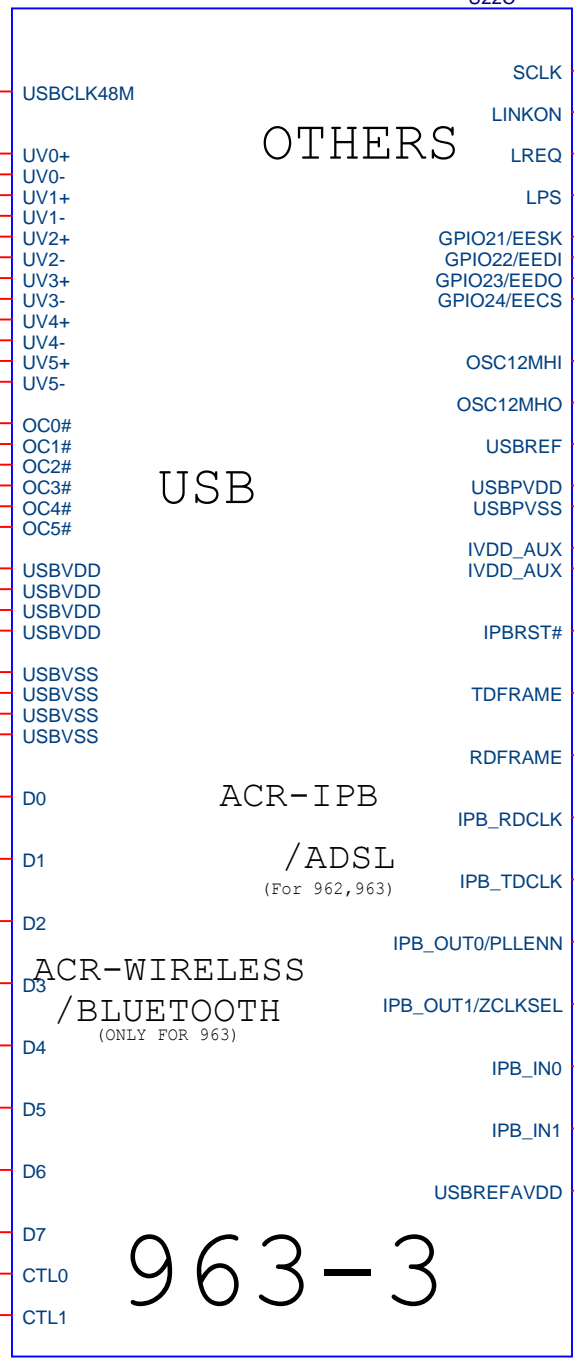 USBCLK48M
UV0+
UV0-
UV1+
UV1-
UV2+
UV2-
UV3+
UV3-
UV4+
UV4-
UV5+
UV5-
OC0#
OC1#
OC2#
OC3#
OC4#
OC5#
USBVDD
USBVDD
USBVDD
USBVDD
USBVSS
USBVSS
USBVSS
USBVSS
D0
D1
D2
D3
D4
D5
D6
D7
CTL0
CTL1
OTHERS
USB
ACR-IPB
/ADSL
(For 962,963)
ACR-WIRELESS
/BLUETOOTH
(ONLY FOR 963)
963-3
SCLK
LINKON
LREQ
LPS
GPIO21/EESK
GPIO22/EEDI
GPIO23/EEDO
GPIO24/EECS
OSC12MHI
OSC12MHO
USBREF
USBPVDD
USBPVSS
IVDD_AUX
IVDD_AUX
IPBRST#
TDFRAME
RDFRAME
IPB_RDCLK
IPB_TDCLK
IPB_OUT0/PLLENN
IPB_OUT1/ZCLKSEL
IPB_IN0
IPB_IN1
USBREFAVDD